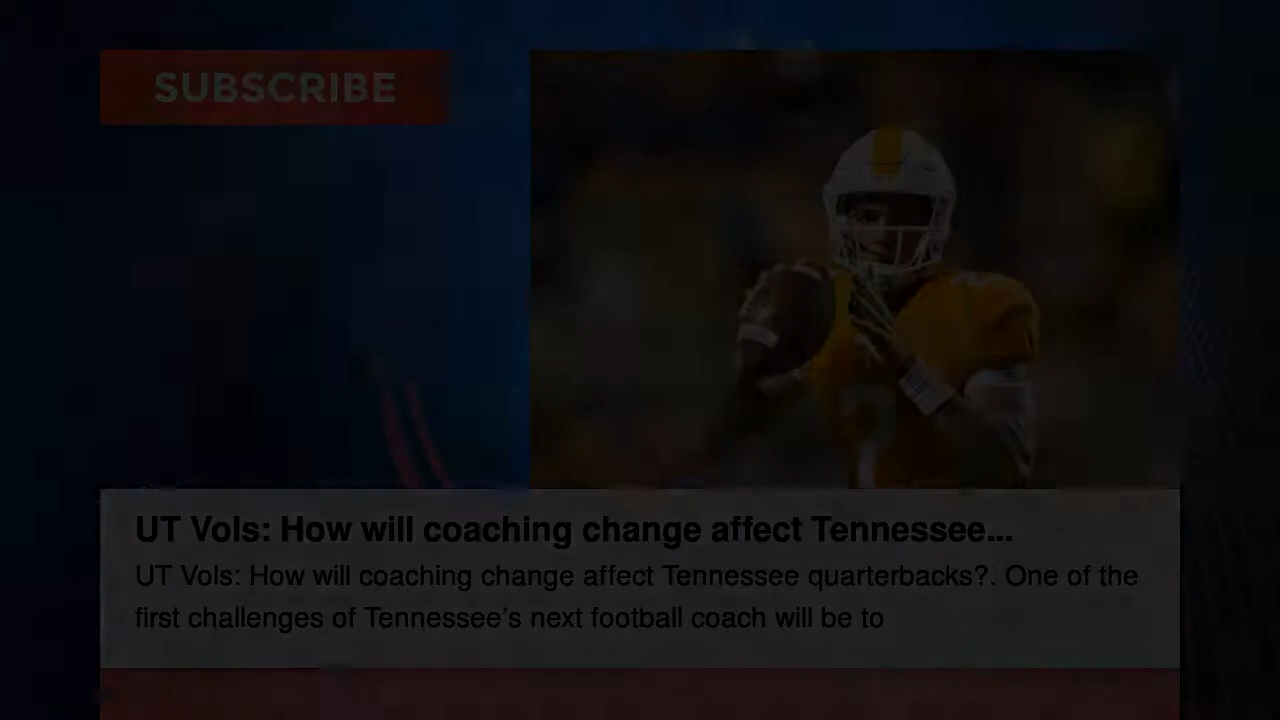 SUBSCRIBE
UT Vols: How will coaching change affect Tennessee...
UT Vols: How will coaching change affect Tennessee quarterbacks?. One of the
first challenges of Tennessee’s next football coach will be to